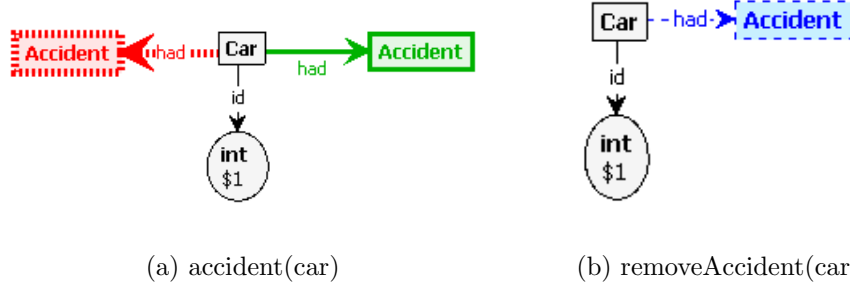 Accident had Car had Accident
id
int
$1
(a) accident(car)
Car had Accident
id
int
$1
(b) removeAccident(car